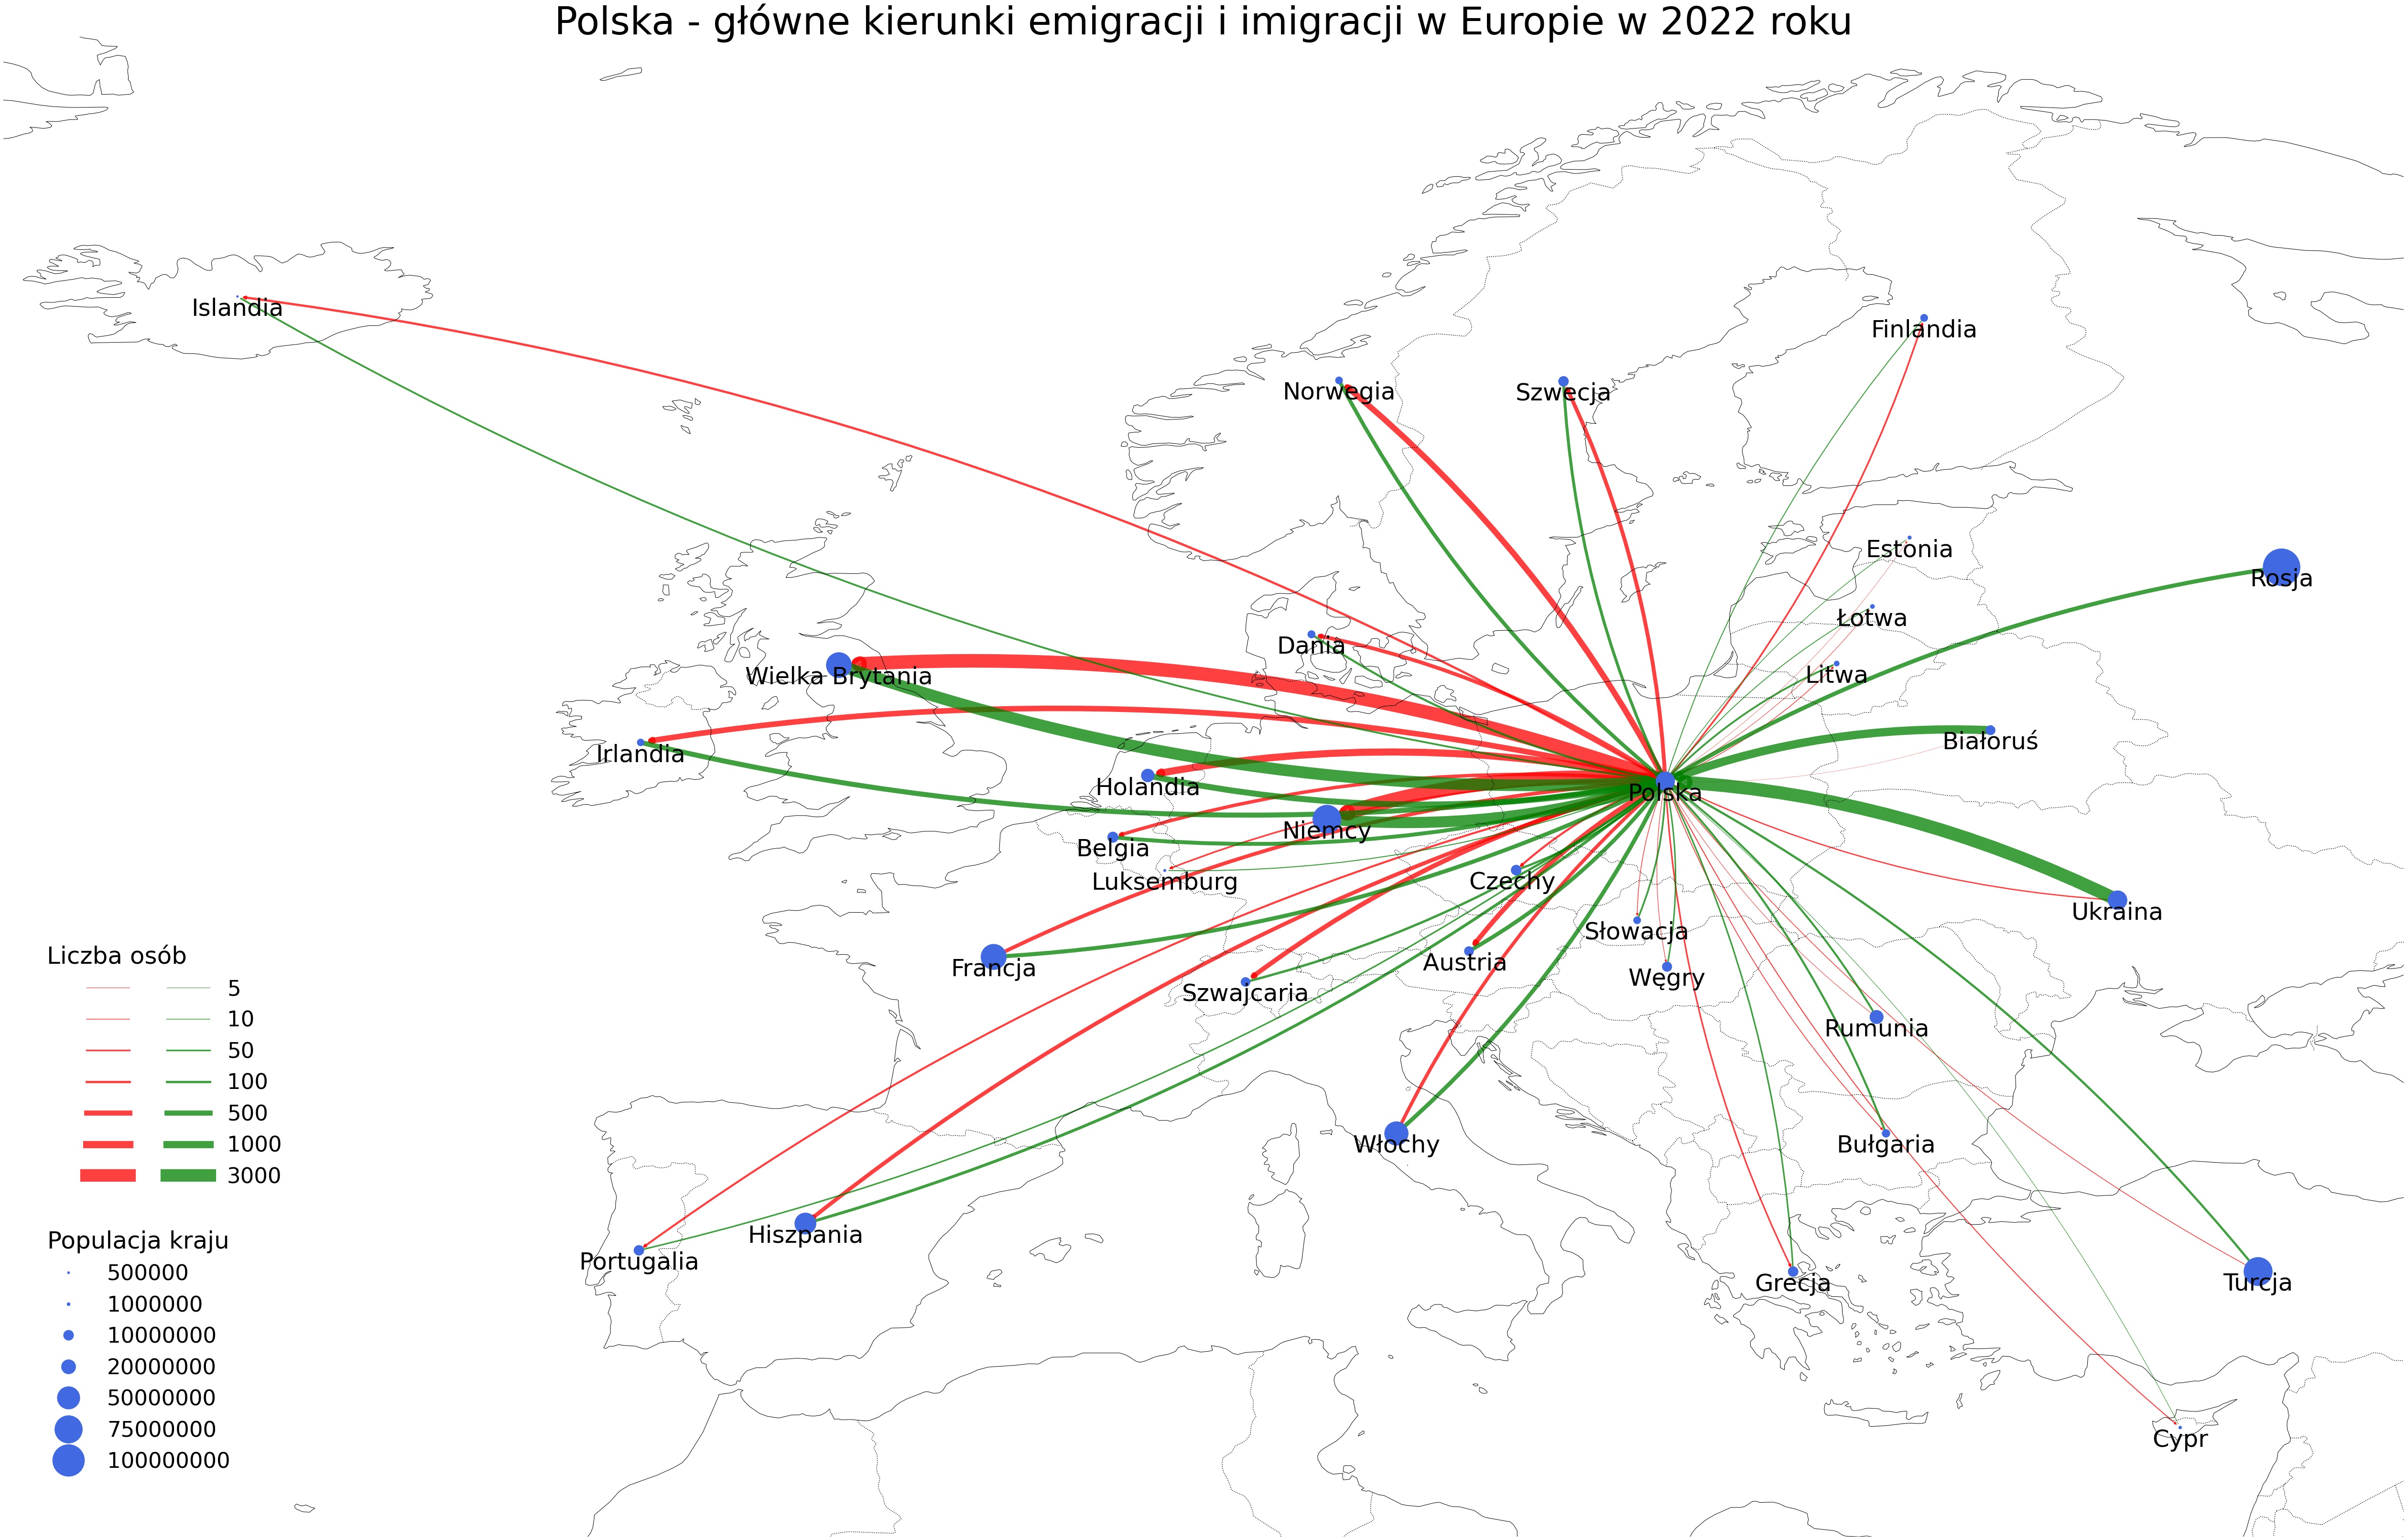 Polska - główne kierunki emigracji i imigracji w Europie w 2022 roku
Islandia
Finlandia
Norwegia
Szwecja
Estonia
Rosja
Łotwa
Dania
Litwa
Wielka Brytania
Białoruś
Irlandia
Holandia
Polska
Niemcy
Belgia
Luksemburg
Czechy
Ukraina
Słowacja
Francja
Austria
Węgry
Szwajcaria
Rumunia
Włochy
Bułgaria
Hiszpania
Portugalia
Grecja
Turcja
Cypr
Liczba osób
5
10
50
100
500
1000
3000
Populacja kraju
500000
1000000
10000000
20000000
50000000
75000000
100000000